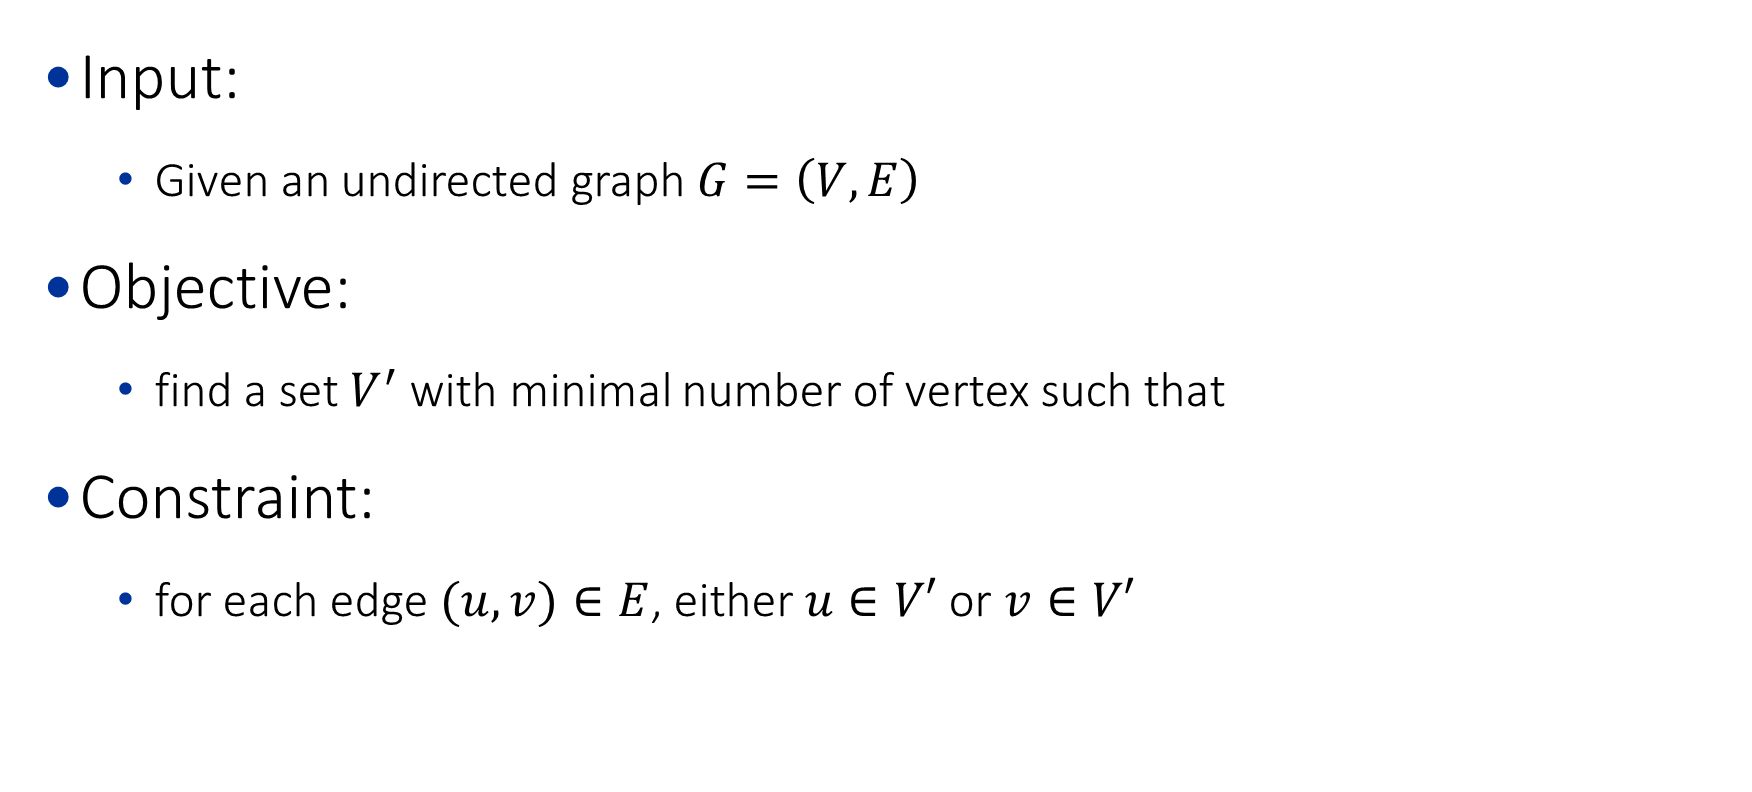 • Input:
• Given an undirected graph G = (V, E)
• Objective:
• find a set V′ with minimal number of vertex such that
• Constraint:
• for each edge (u, v) ∈ E, either u ∈ V′ or v ∈ V′